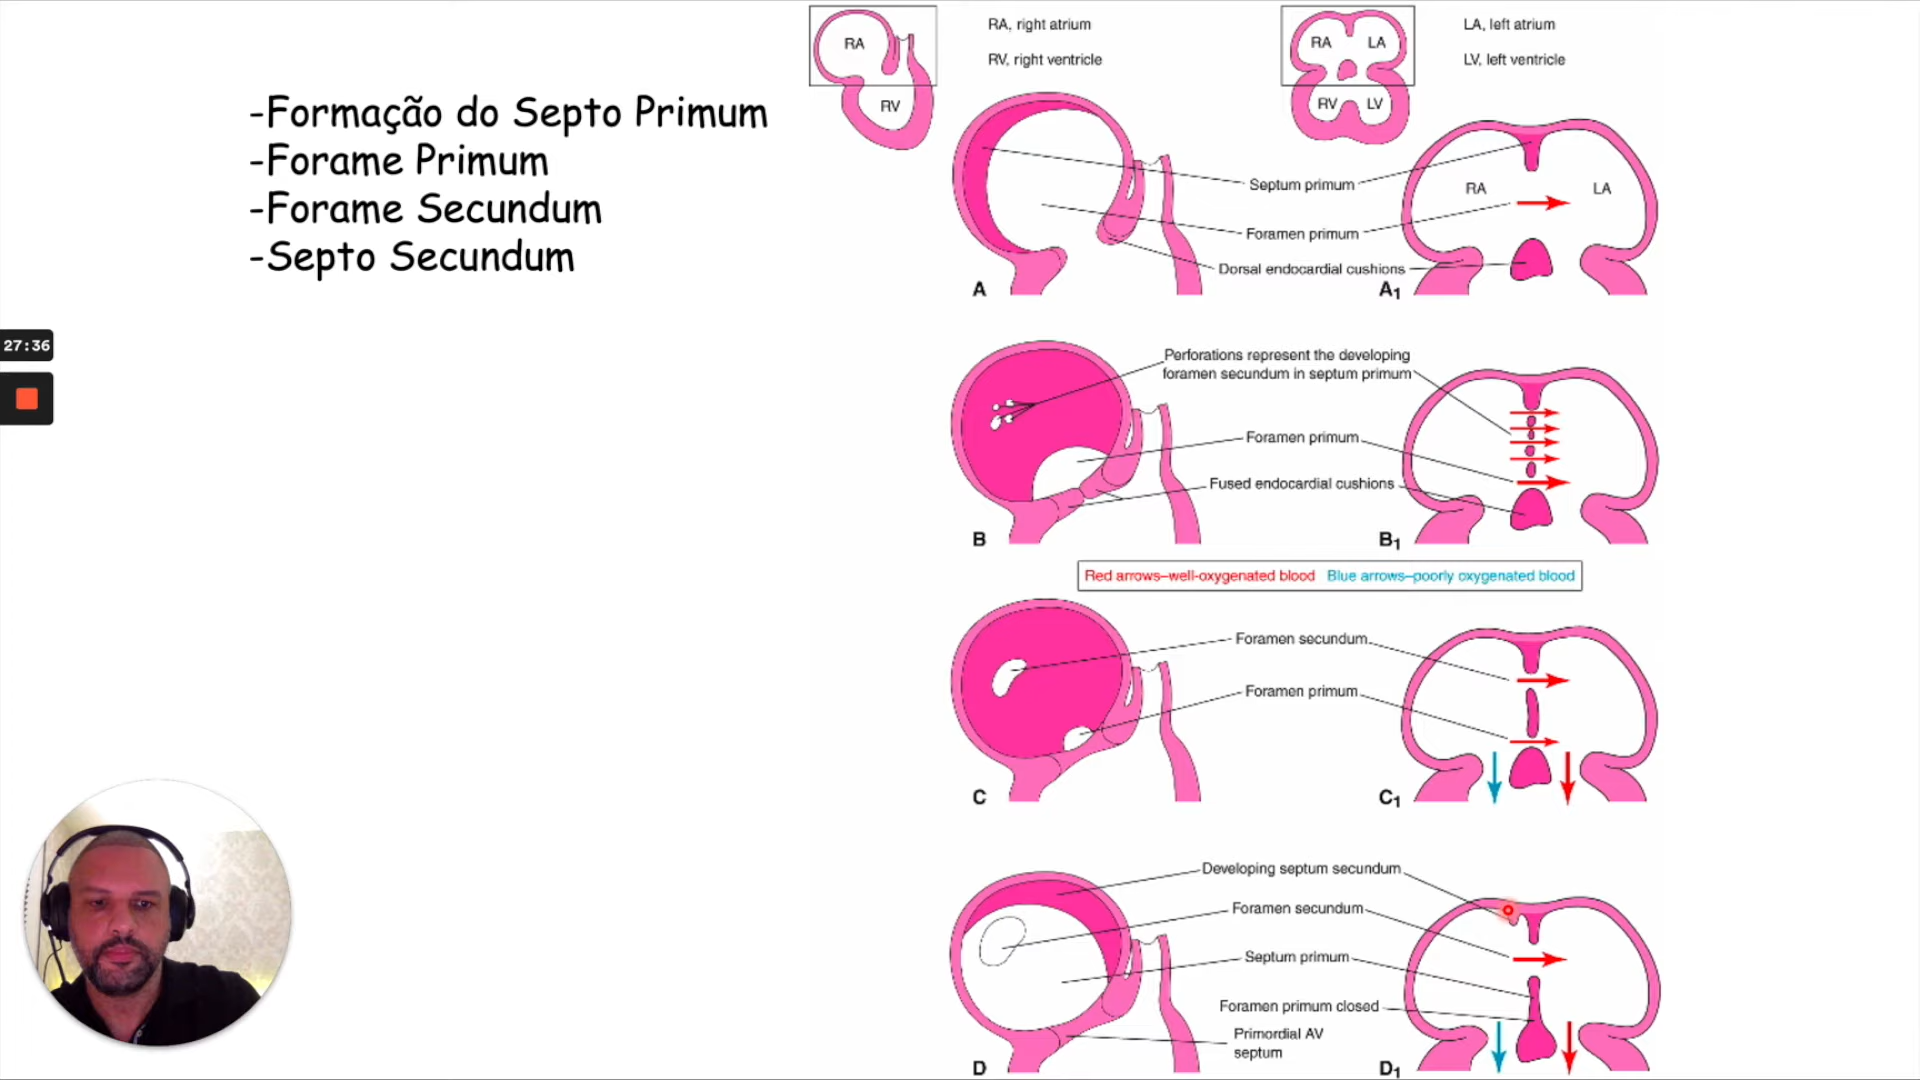 -Formação do Septo Primum
-Forame Primum
-Forame Secundum
-Septo Secundum
27:36
RA
RV
RA, right atrium
RV, right ventricle
RA
LA
RV
LV
LA, left atrium
LV, left ventricle
Septum primum
RA
LA
Foramen primum
Dorsal endocardial cushions
A
A1
Perforations represent the developing
foramen secundum in septum primum
Foramen primum
Fused endocardial cushions
B
B1
Red arrows–well-oxygenated blood Blue arrows–poorly oxygenated blood
Foramen secundum
Foramen primum
C
C1
Developing septum secundum
Foramen secundum
Septum primum
Foramen primum closed
Primordial AV
septum
D
D1